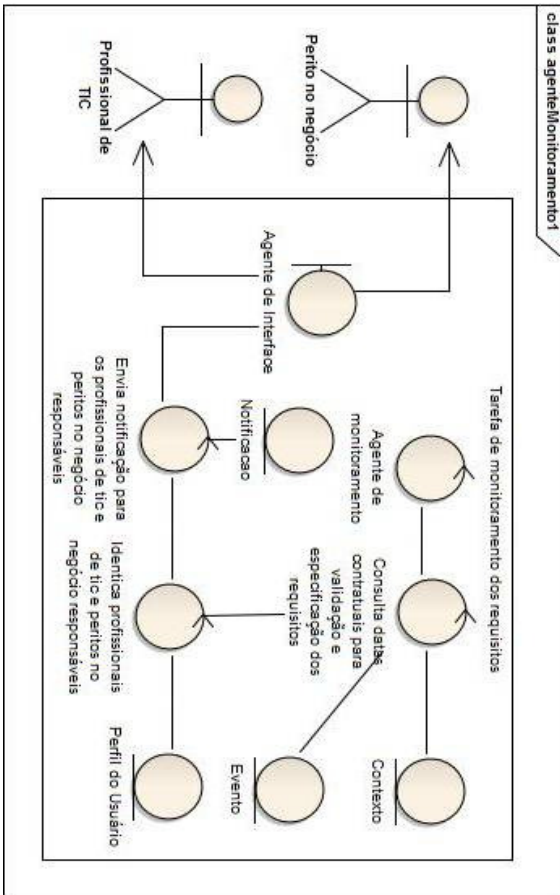 class agenteMonitoramento1
Tarefa de monitoramento dos requisitos
Perito no negócio
Profissional de
TIC
Agente de Interface
Agente de
monitoramento
Consulta datas
contratuais para
validação e
especificação dos
requisitos
Contexto
Notificacao
Evento
Envia notificação para
os profissionais de tic e
peritos no negócio
responsáveis
Identica profissionais
de tic e peritos no
negócio responsáveis
Perfil do Usuário